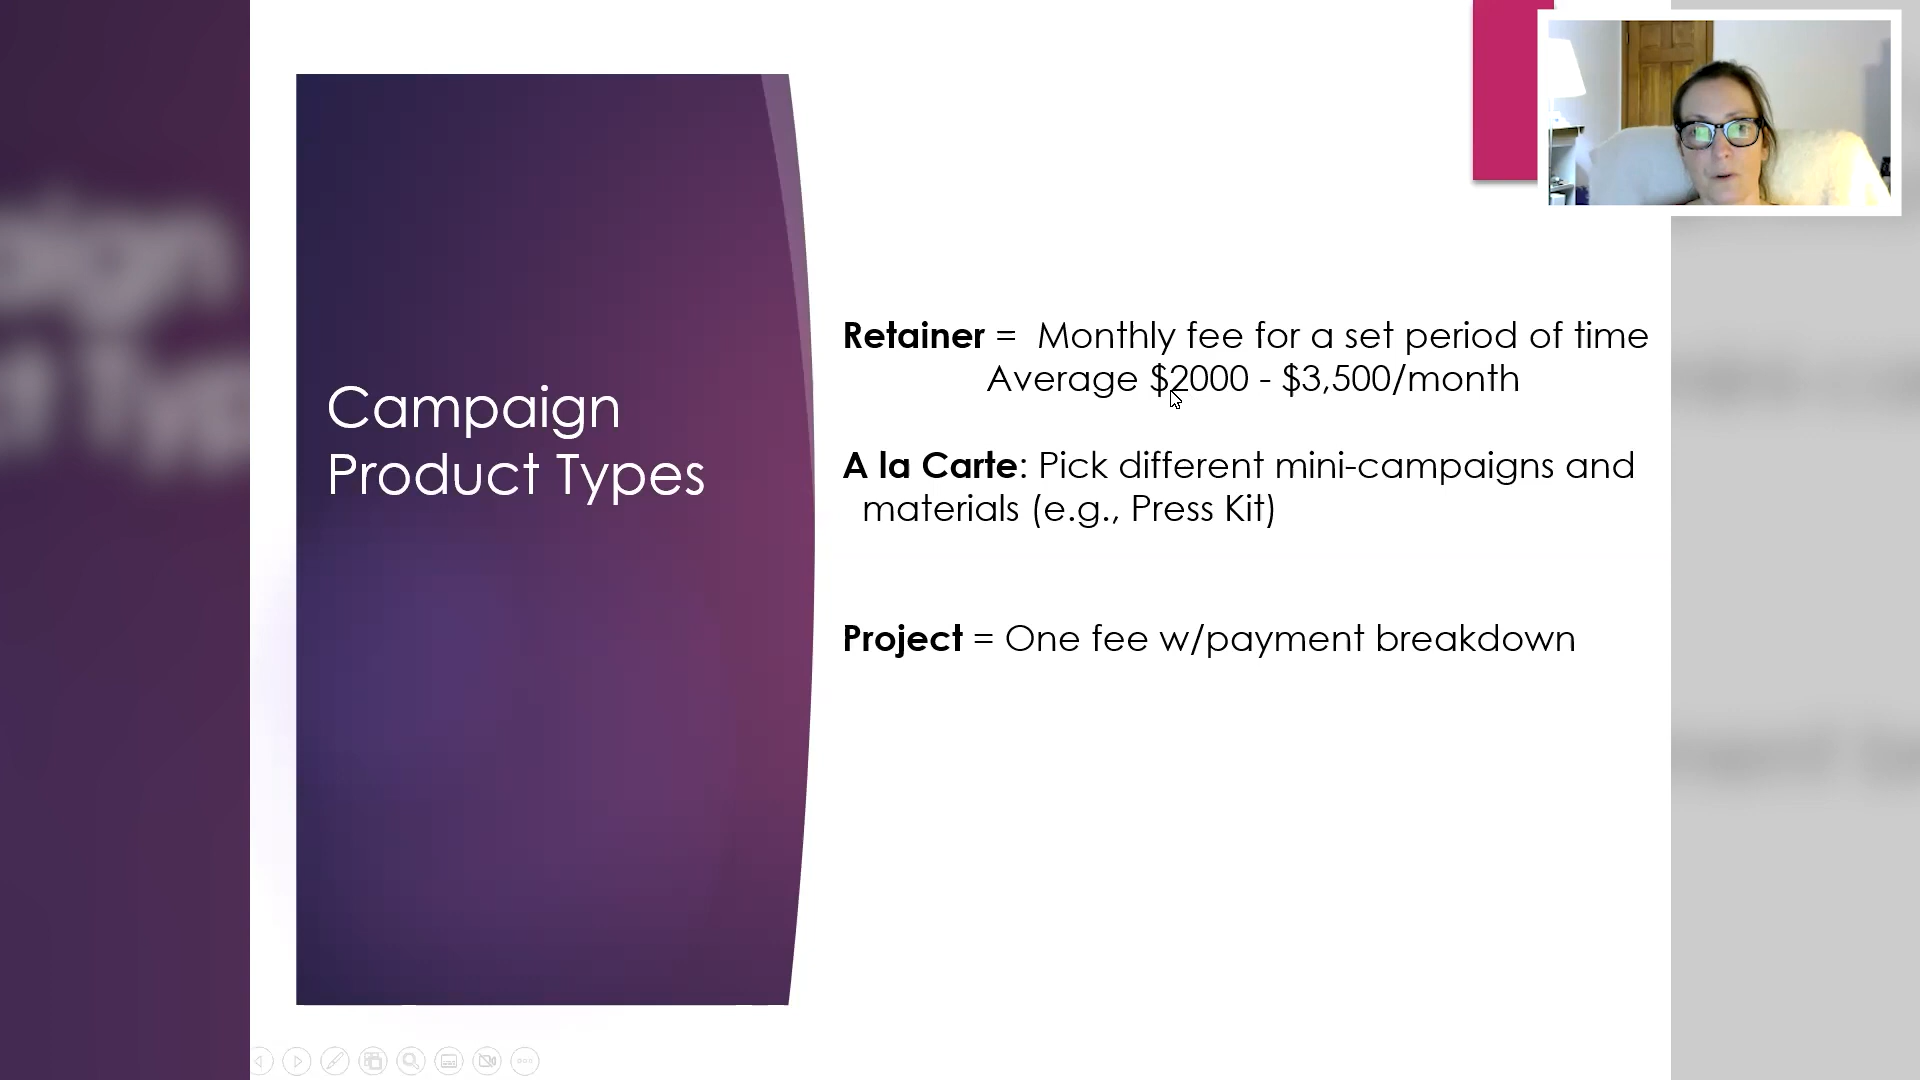 Campaign
Product Types
Retainer = Monthly fee for a set period of time
Average $2000 - $3,500/month
A la Carte: Pick different mini-campaigns and
materials (e.g., Press Kit)
Project = One fee w/payment breakdown